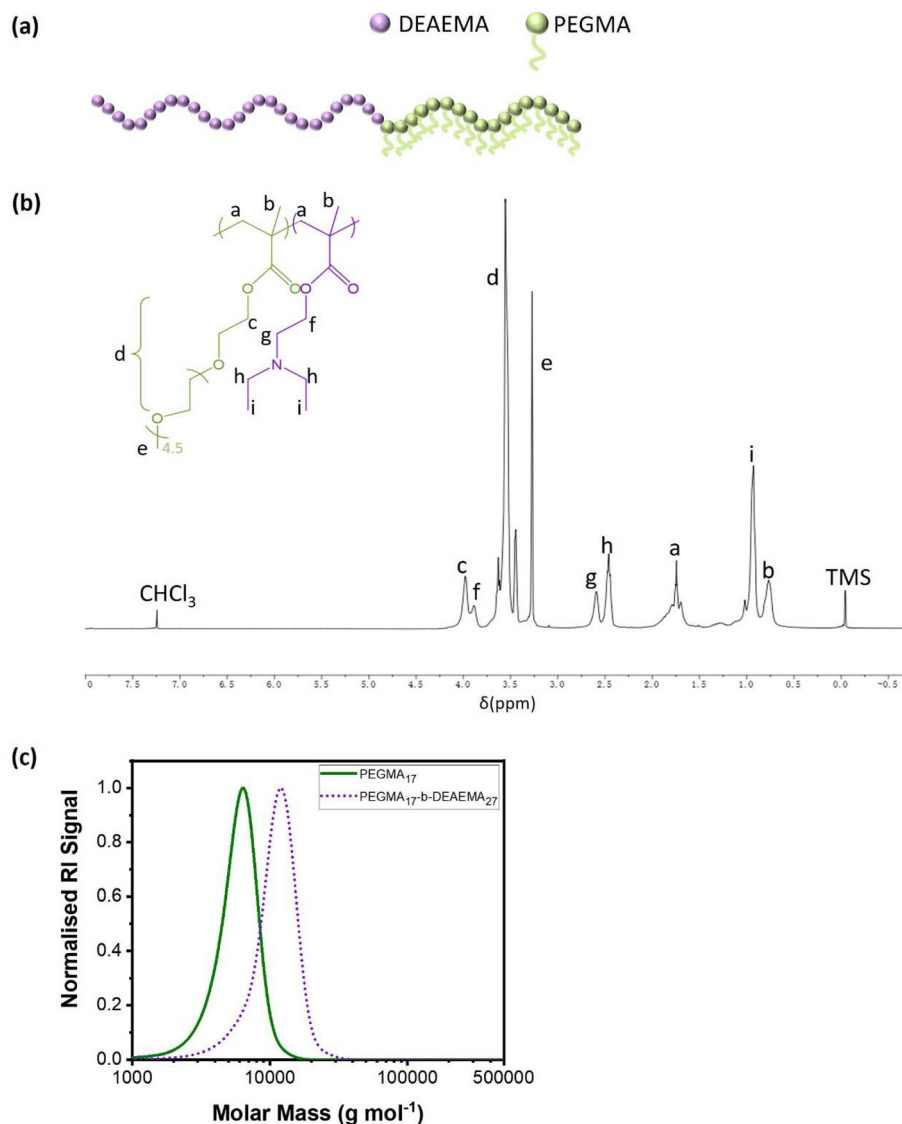 (a)
DEAEMA
PEGMA
(b)
a
b
a
b
O
O
O
O
c
f
g
d
O
N
h
h
i
i
O
e
4.5
d
e
i
c
f
g
h
a
b
CHCl₃
TMS
.0 7.5 7.0 6.5 6.0 5.5 5.0 4.5 4.0 3.5 3.0 2.5 2.0 1.5 1.0 0.5 0.0 -0.5
δ(ppm)
(c)
PEGMA₁₇
PEGMA₁₇-b-DEAEMA₂₇
1.0
0.8
0.6
0.4
0.2
0.0
Normalised RI Signal
1000 10000 100000 500000
Molar Mass (g mol⁻¹)